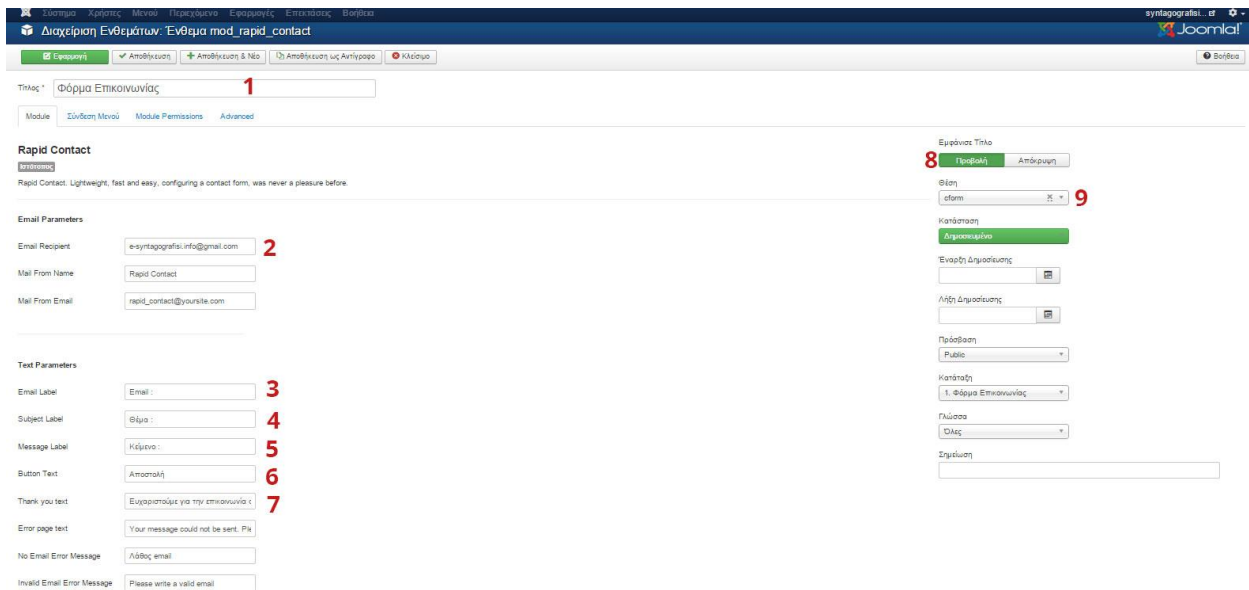 Σύστημα Χρήστες Μενού Περιεχόμενο Εφαρμογές Επεκτάσεις Βοήθεια syntagografisi...
Διαχείριση Ενθεμάτων: Ένθεμα mod_rapid_contact Joomla!
Εφαρμογή Αποθήκευση Αποθήκευση & Νέο Αποθήκευση ως Αντίγραφο Κλείσιμο Βοήθεια
Τίτλος * Φόρμα Επικοινωνίας 1
Module Σύνδεση Μενού Module Permissions Advanced
Rapid Contact
Ιστότοπος
Rapid Contact. Lightweight, fast and easy, configuring a contact form, was never a pleasure before.
Email Parameters
Email Recipient e-syntagografisi.info@gmail.com 2
Mail From Name Rapid Contact
Mail From Email rapid_contact@yoursite.com
Text Parameters
Email Label Email : 3
Subject Label Θέμα : 4
Message Label Κείμενο : 5
Button Text Αποστολή 6
Thank you text Ευχαριστούμε για την επικοινωνία σ 7
Error page text Your message could not be sent. Ple
No Email Error Message Λάθος email
Invalid Email Error Message Please write a valid email
Εμφάνισε Τίτλο
8 Προβολή Απόκρυψη
Θέση
cform 9
Κατάσταση
Δημοσιευμένο
Έναρξη Δημοσίευσης
Λήξη Δημοσίευσης
Πρόσβαση
Public
Κατάταξη
1. Φόρμα Επικοινωνίας
Γλώσσα
Όλες
Σημείωση